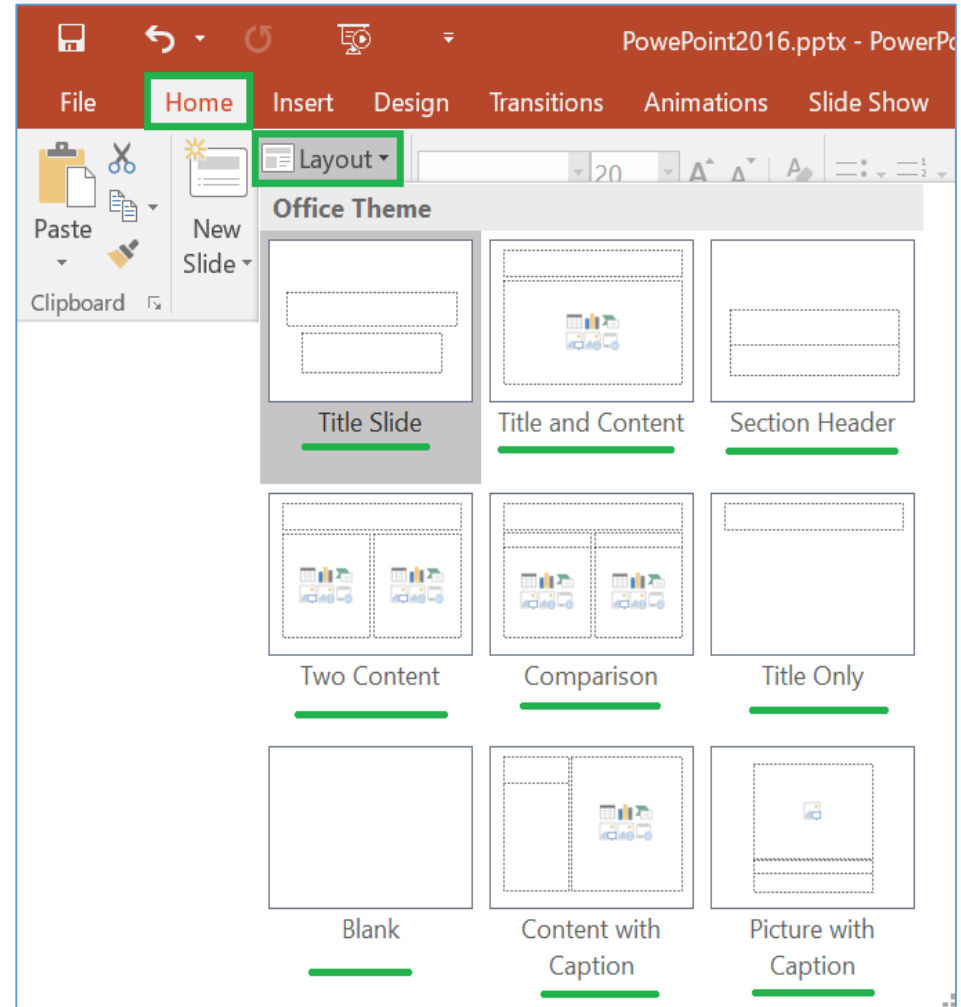 PowePoint2016.pptx - PowerPo
File Home Insert Design Transitions Animations Slide Show
Layout
20
Paste
New
Slide
Clipboard
Office Theme
Title Slide Title and Content Section Header
Two Content Comparison Title Only
Blank Content with Picture with
Caption Caption